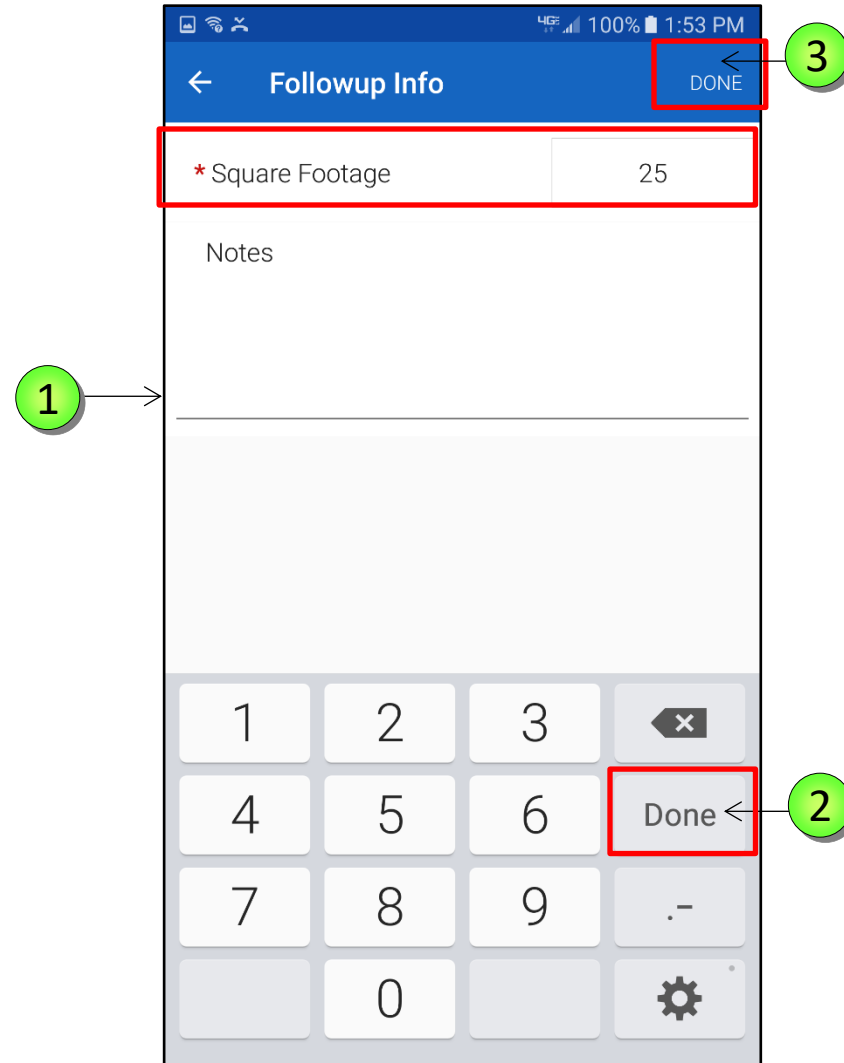 4GE 100% 1:53 PM
3
Followup Info DONE
* Square Footage 25
Notes
1
1 2 3
4 5 6 Done
2
7 8 9 .-
0